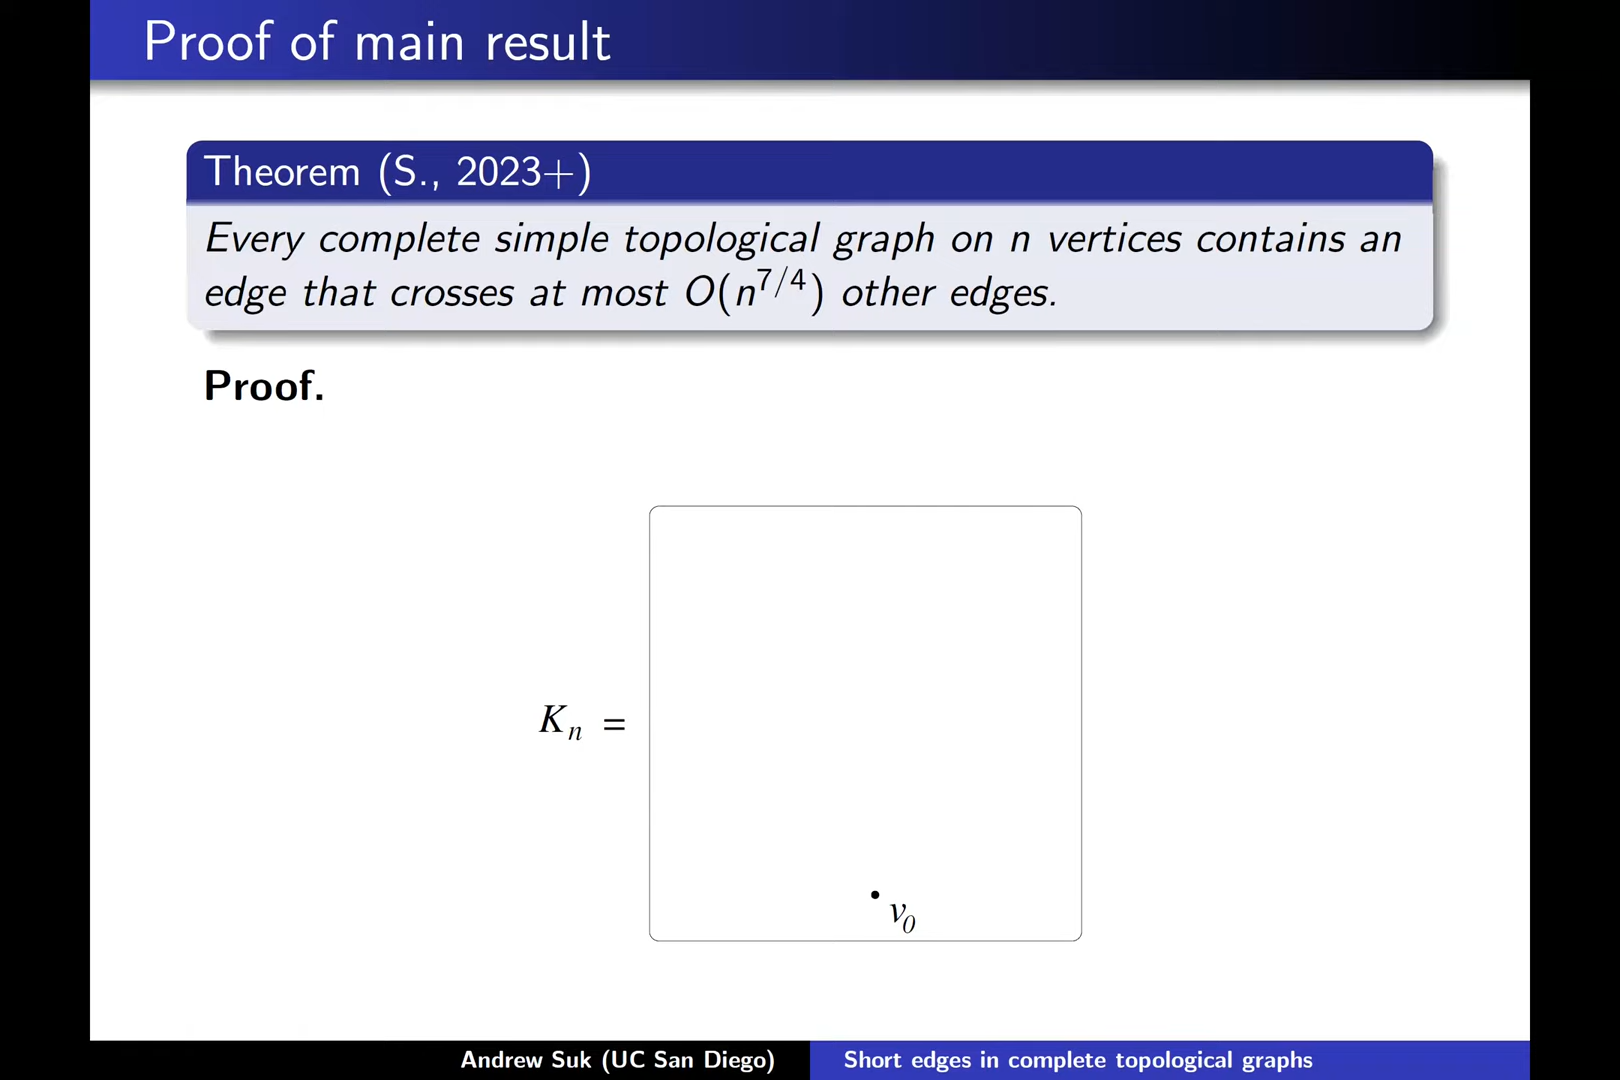 Proof of main result
Theorem (S., 2023+)
Every complete simple topological graph on n vertices contains an
edge that crosses at most O(n^{7/4}) other edges.
Proof.
K_n =
v_0
Andrew Suk (UC San Diego)
Short edges in complete topological graphs